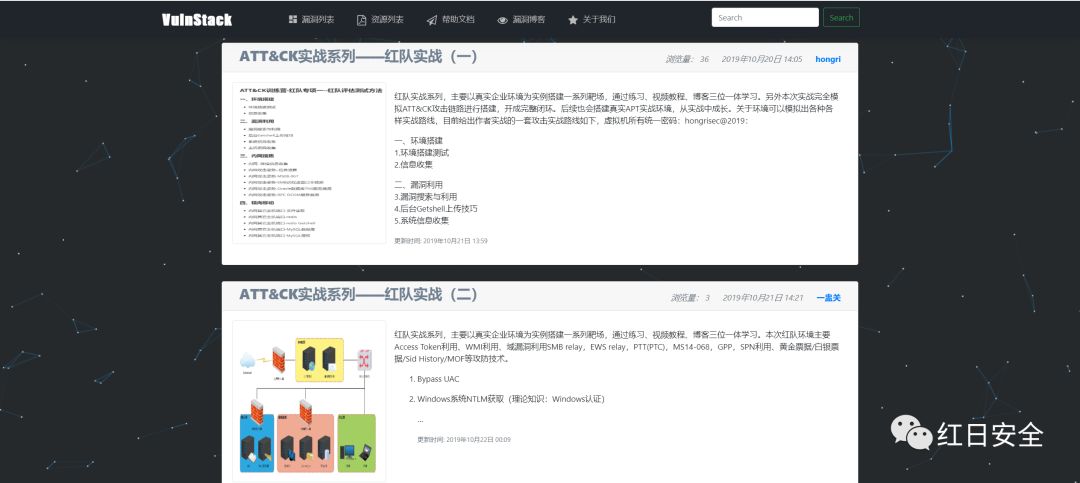 VulnStack
漏洞列表
资源列表
帮助文档
漏洞博客
关于我们
Search
Search
ATT&CK实战系列——红队实战（一）
浏览量： 36 2019年10月20日 14:05 hongri
ATT&CK训练营-红队专项一-红队评估测试方法
一、环境搭建
二、漏洞利用
三、内网搜集
四、横向移动
红队实战系列，主要以真实企业环境为实例搭建一系列靶场，通过练习、视频教程、博客三位一体学习。另外本次实战完全模
拟ATT&CK攻击链路进行搭建，开成完整闭环。后续也会搭建真实APT实战环境，从实战中成长。关于环境可以模拟出各种各
样实战路线，目前给出作者实战的一套攻击实战路线如下，虚拟机所有统一密码：hongrisec@2019：
一、环境搭建
1.环境搭建测试
2.信息收集
二、漏洞利用
3.漏洞搜索与利用
4.后台Getshell上传技巧
5.系统信息收集
更新时间: 2019年10月21日 13:59
ATT&CK实战系列——红队实战（二）
浏览量： 3 2019年10月21日 14:21 一蛊关
红队实战系列，主要以真实企业环境为实例搭建一系列靶场，通过练习、视频教程、博客三位一体学习。本次红队环境主要
Access Token利用、WMI利用、域漏洞利用SMB relay，EWS relay，PTT(PTC)，MS14-068，GPP，SPN利用、黄金票据/白银票
据/Sid History/MOF等攻防技术。
1. Bypass UAC
2. Windows系统NTLM获取（理论知识：Windows认证）
...
更新时间: 2019年10月22日 00:09
红日安全